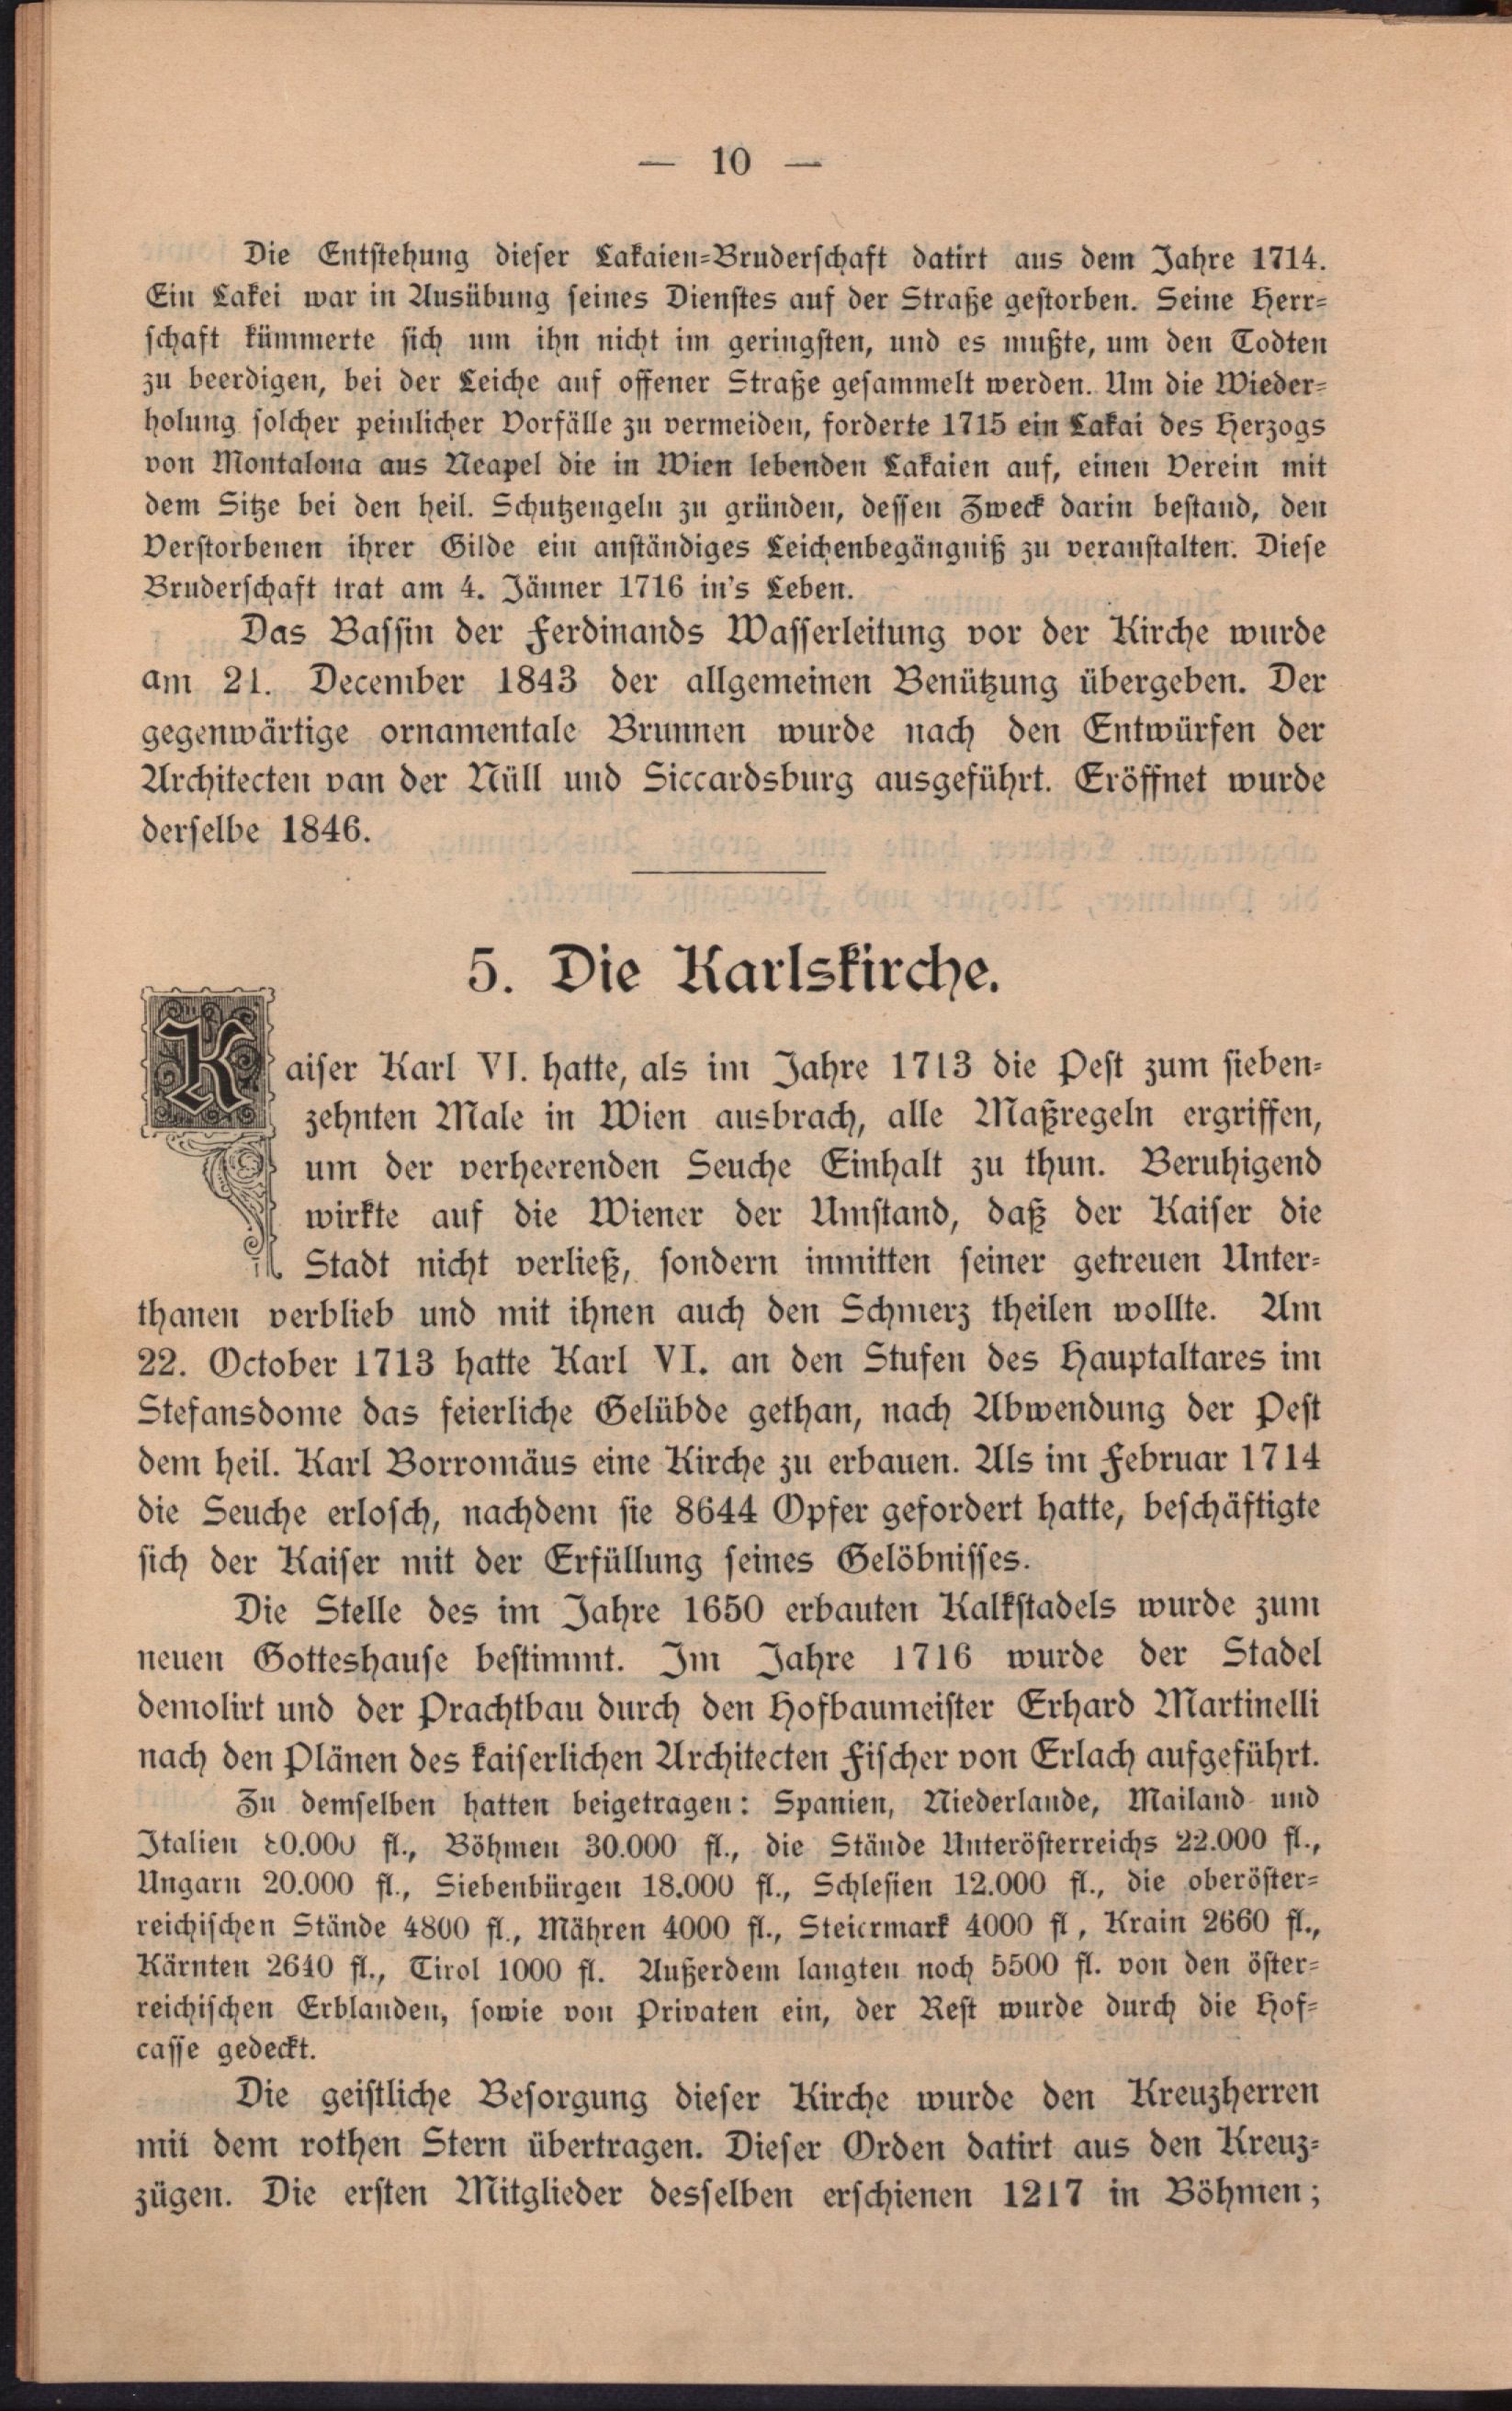 — 10 —
Die Entstehung dieser Lakaien-Bruderschaft datirt aus dem Jahre 1714.
Ein Lakei war in Ausübung seines Dienstes auf der Straße gestorben. Seine Herr-
schaft kümmerte sich um ihn nicht im geringsten, und es mußte, um den Todten
zu beerdigen, bei der Leiche auf offener Straße gesammelt werden. Um die Wieder-
holung solcher peinlicher Vorfälle zu vermeiden, forderte 1715 ein Lakai des Herzogs
von Montalona aus Neapel die in Wien lebenden Lakaien auf, einen Verein mit
dem Sitze bei den heil. Schutzengeln zu gründen, dessen Zweck darin bestand, den
Verstorbenen ihrer Gilde ein anständiges Leichenbegängniß zu veranstalten. Diese
Bruderschaft trat am 4. Jänner 1716 in's Leben.
Das Bassin der Ferdinands Wasserleitung vor der Kirche wurde
am 21. December 1843 der allgemeinen Benützung übergeben. Der
gegenwärtige ornamentale Brunnen wurde nach den Entwürfen der
Architecten van der Nüll und Siccardsburg ausgeführt. Eröffnet wurde
derselbe 1846.
5. Die Karlskirche.
Kaiser Karl VI. hatte, als im Jahre 1713 die Pest zum sieben-
zehnten Male in Wien ausbrach, alle Maßregeln ergriffen,
um der verheerenden Seuche Einhalt zu thun. Beruhigend
wirkte auf die Wiener der Umstand, daß der Kaiser die
Stadt nicht verließ, sondern inmitten seiner getreuen Unter-
thanen verblieb und mit ihnen auch den Schmerz theilen wollte. Am
22. October 1713 hatte Karl VI. an den Stufen des Hauptaltares im
Stefansdome das feierliche Gelübde gethan, nach Abwendung der Pest
dem heil. Karl Borromäus eine Kirche zu erbauen. Als im Februar 1714
die Seuche erlosch, nachdem sie 8644 Opfer gefordert hatte, beschäftigte
sich der Kaiser mit der Erfüllung seines Gelöbnisses.
Die Stelle des im Jahre 1650 erbauten Kalkstadels wurde zum
neuen Gotteshause bestimmt. Im Jahre 1716 wurde der Stadel
demolirt und der Prachtbau durch den Hofbaumeister Erhard Martinelli
nach den Plänen des kaiserlichen Architecten Fischer von Erlach aufgeführt.
Zu demselben hatten beigetragen: Spanien, Niederlande, Mailand und
Italien fl., Böhmen 30.000 fl., die Stände Unterösterreichs 22.000 fl.,
Ungarn 20.000 fl., Siebenbürgen 18.000 fl., Schlesien 12.000 fl., die oberöster-
reichischen Stände 4800 fl., Mähren 4000 fl., Steiermark 4000 fl, Krain 2660 fl.,
Kärnten 2640 fl., Tirol 1000 fl. Außerdem langten noch 5500 fl. von den öster-
reichischen Erblanden, sowie von Privaten ein, der Rest wurde durch die Hof-
casse gedeckt.
Die geistliche Besorgung dieser Kirche wurde den Kreuzherren
mit dem rothen Stern übertragen. Dieser Orden datirt aus den Kreuz-
zügen. Die ersten Mitglieder desselben erschienen 1217 in Böhmen;